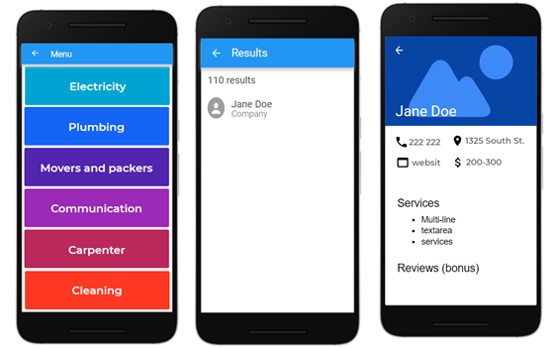 Menu
Electricity
Plumbing
Movers and packers
Communication
Carpenter
Cleaning
Results
110 results
Jane Doe
Company
Jane Doe
222 222
1325 South St.
websit
200-300
Services
Multi-line
textarea
services
Reviews (bonus)